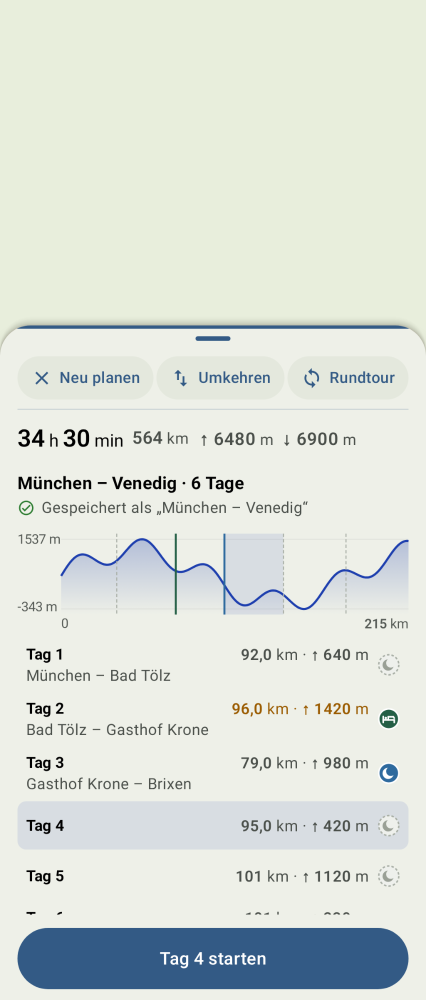 Neu planen
Umkehren
Rundtour
34 h 30 min 564 km ↑ 6480 m ↓ 6900 m
München – Venedig · 6 Tage
Gespeichert als „München – Venedig“
1537 m
-343 m
0
215 km
Tag 1 92,0 km · ↑ 640 m
München – Bad Tölz
Tag 2 96,0 km · ↑ 1420 m
Bad Tölz – Gasthof Krone
Tag 3 79,0 km · ↑ 980 m
Gasthof Krone – Brixen
Tag 4 95,0 km · ↑ 420 m
Tag 5 101 km · ↑ 1120 m
Tag 4 starten